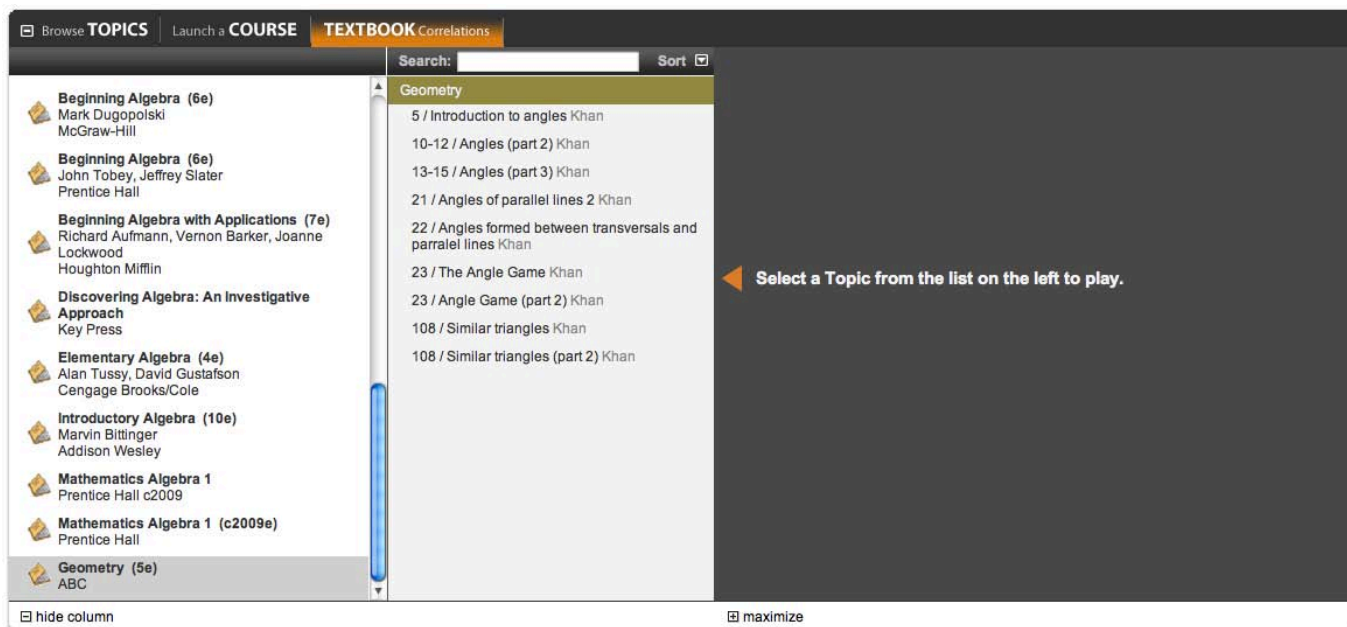 Browse TOPICS Launch a COURSE TEXTBOOK Correlations
Search: Sort
Beginning Algebra (6e)
Mark Dugopolski
McGraw-Hill
Beginning Algebra (6e)
John Tobey, Jeffrey Slater
Prentice Hall
Beginning Algebra with Applications (7e)
Richard Aufmann, Vernon Barker, Joanne
Lockwood
Houghton Mifflin
Discovering Algebra: An Investigative
Approach
Key Press
Elementary Algebra (4e)
Alan Tussy, David Gustafson
Cengage Brooks/Cole
Introductory Algebra (10e)
Marvin Bittinger
Addison Wesley
Mathematics Algebra 1
Prentice Hall c2009
Mathematics Algebra 1 (c2009e)
Prentice Hall
Geometry (5e)
ABC
Geometry
5 / Introduction to angles Khan
10-12 / Angles (part 2) Khan
13-15 / Angles (part 3) Khan
21 / Angles of parallel lines 2 Khan
22 / Angles formed between transversals and
parralel lines Khan
23 / The Angle Game Khan
23 / Angle Game (part 2) Khan
108 / Similar triangles Khan
108 / Similar triangles (part 2) Khan
Select a Topic from the list on the left to play.
hide column
maximize